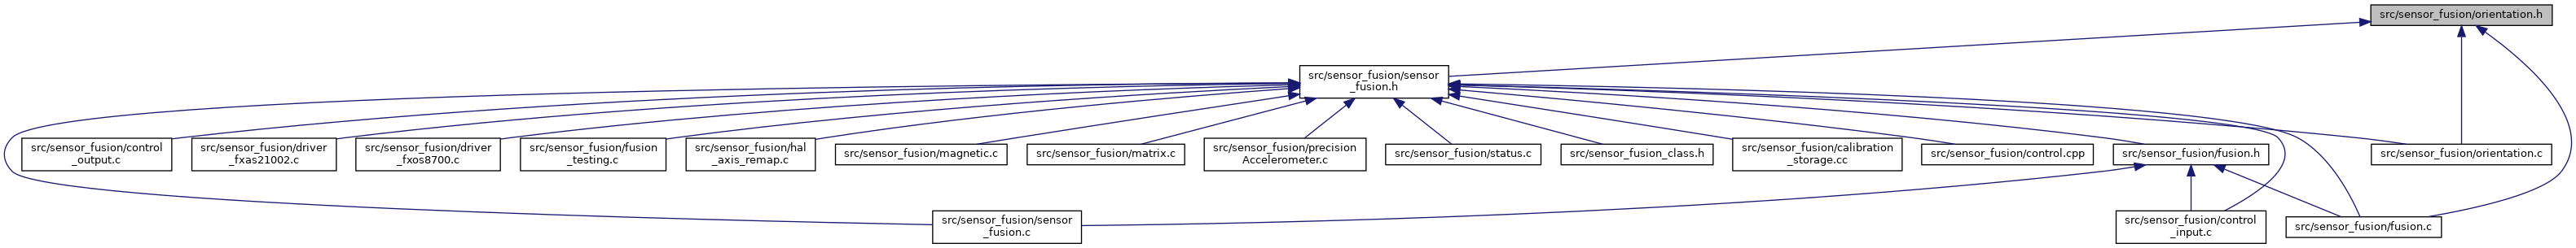 src/sensor_fusion/orientation.h
src/sensor_fusion/sensor
_fusion.h
src/sensor_fusion/control
_output.c
src/sensor_fusion/driver
_fxas21002.c
src/sensor_fusion/driver
_fxos8700.c
src/sensor_fusion/fusion
_testing.c
src/sensor_fusion/hal
_axis_remap.c
src/sensor_fusion/magnetic.c
src/sensor_fusion/matrix.c
src/sensor_fusion/precision
Accelerometer.c
src/sensor_fusion/status.c
src/sensor_fusion_class.h
src/sensor_fusion/calibration
_storage.cc
src/sensor_fusion/control.cpp
src/sensor_fusion/fusion.h
src/sensor_fusion/orientation.c
src/sensor_fusion/sensor
_fusion.c
src/sensor_fusion/control
_input.c
src/sensor_fusion/fusion.c